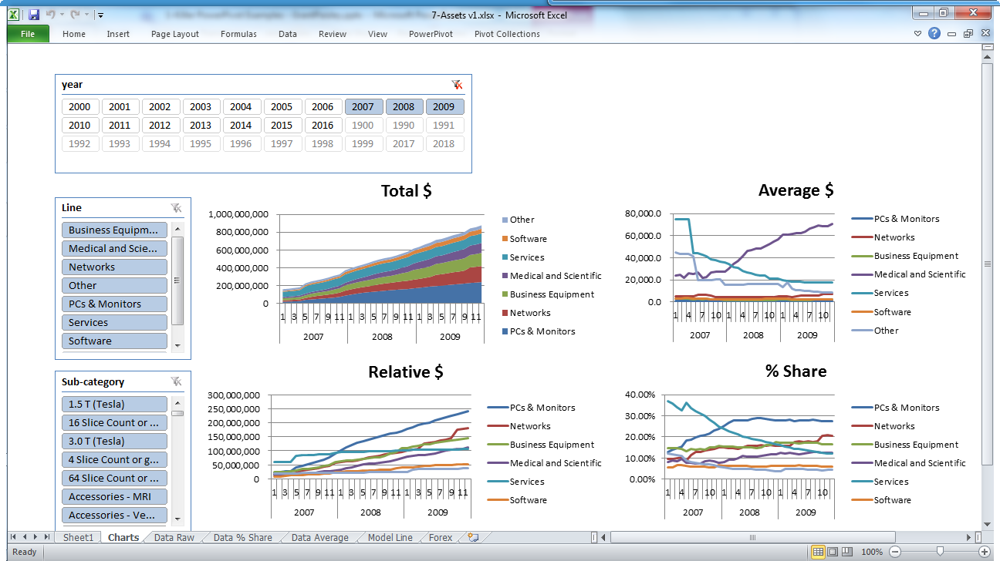 7-Assets v1.xlsx - Microsoft Excel
File Home Insert Page Layout Formulas Data Review View PowerPivot Pivot Collections
year
2000 2001 2002 2003 2004 2005 2006 2007 2008 2009
2010 2011 2012 2013 2014 2015 2016 1900 1990 1991
1992 1993 1994 1995 1996 1997 1998 1999 2017 2018
Line
Business Equipm...
Medical and Scie...
Networks
Other
PCs & Monitors
Services
Software
Sub-category
1.5 T (Tesla)
16 Slice Count or ...
3.0 T (Tesla)
4 Slice Count or g...
64 Slice Count or ...
Accessories - MRI
Accessories - Ve...
Total $
1,000,000,000
800,000,000
600,000,000
400,000,000
200,000,000
0
1 3 5 7 9 11 1 3 5 7 9 11 1 3 5 7 9 11
2007 2008 2009
Other
Software
Services
Medical and Scientific
Business Equipment
Networks
PCs & Monitors
Average $
80,000.0
60,000.0
40,000.0
20,000.0
0.0
1 4 7 10 1 4 7 10 1 4 7 10
2007 2008 2009
PCs & Monitors
Networks
Business Equipment
Medical and Scientific
Services
Software
Other
Relative $
300,000,000
250,000,000
200,000,000
150,000,000
100,000,000
50,000,000
0
1 3 5 7 9 11 1 3 5 7 9 11 1 3 5 7 9 11
2007 2008 2009
PCs & Monitors
Networks
Business Equipment
Medical and Scientific
Services
Software
% Share
40.00%
30.00%
20.00%
10.00%
0.00%
1 4 7 10 1 4 7 10 1 4 7 10
2007 2008 2009
PCs & Monitors
Networks
Business Equipment
Medical and Scientific
Services
Software
Sheet1 Charts Data Raw Data % Share Data Average Model Line Forex
Ready 100%